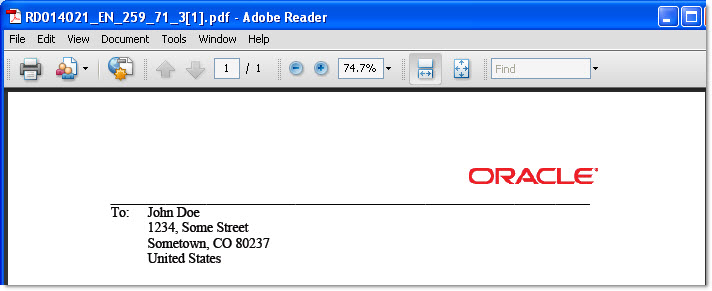 RD014021_EN_259_71_3[1].pdf - Adobe Reader
File Edit View Document Tools Window Help
1 / 1 74.7% Find
ORACLE
To: John Doe
1234, Some Street
Sometown, CO 80237
United States